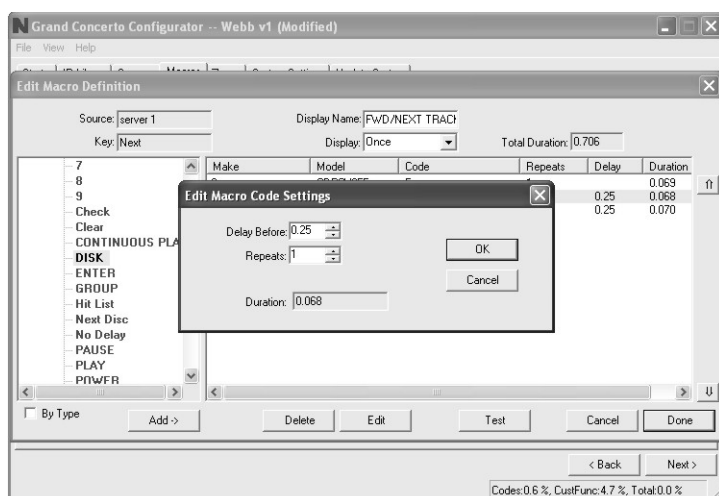 N Grand Concerto Configurator -- Webb v1 (Modified)
File View Help
Edit Macro Definition
Source: server 1 Display Name: FWD/NEXT TRACK
Key: Next Display: Once Total Duration: 0.706
Make Model Code Repeats Delay Duration
7
8 0.069
9 0.25 0.068
Check 0.25 0.070
Clear
CONTINUOUS PLA
DISK
ENTER
GROUP
Hit List
Next Disc
No Delay
PAUSE
PLAY
POWER
Edit Macro Code Settings
Delay Before: 0.25
Repeats: 1
Duration: 0.068
OK
Cancel
By Type Add -> Delete Edit Test Cancel Done
< Back Next >
Codes:0.6 %, CustFunc:4.7 %, Total:0.0 %